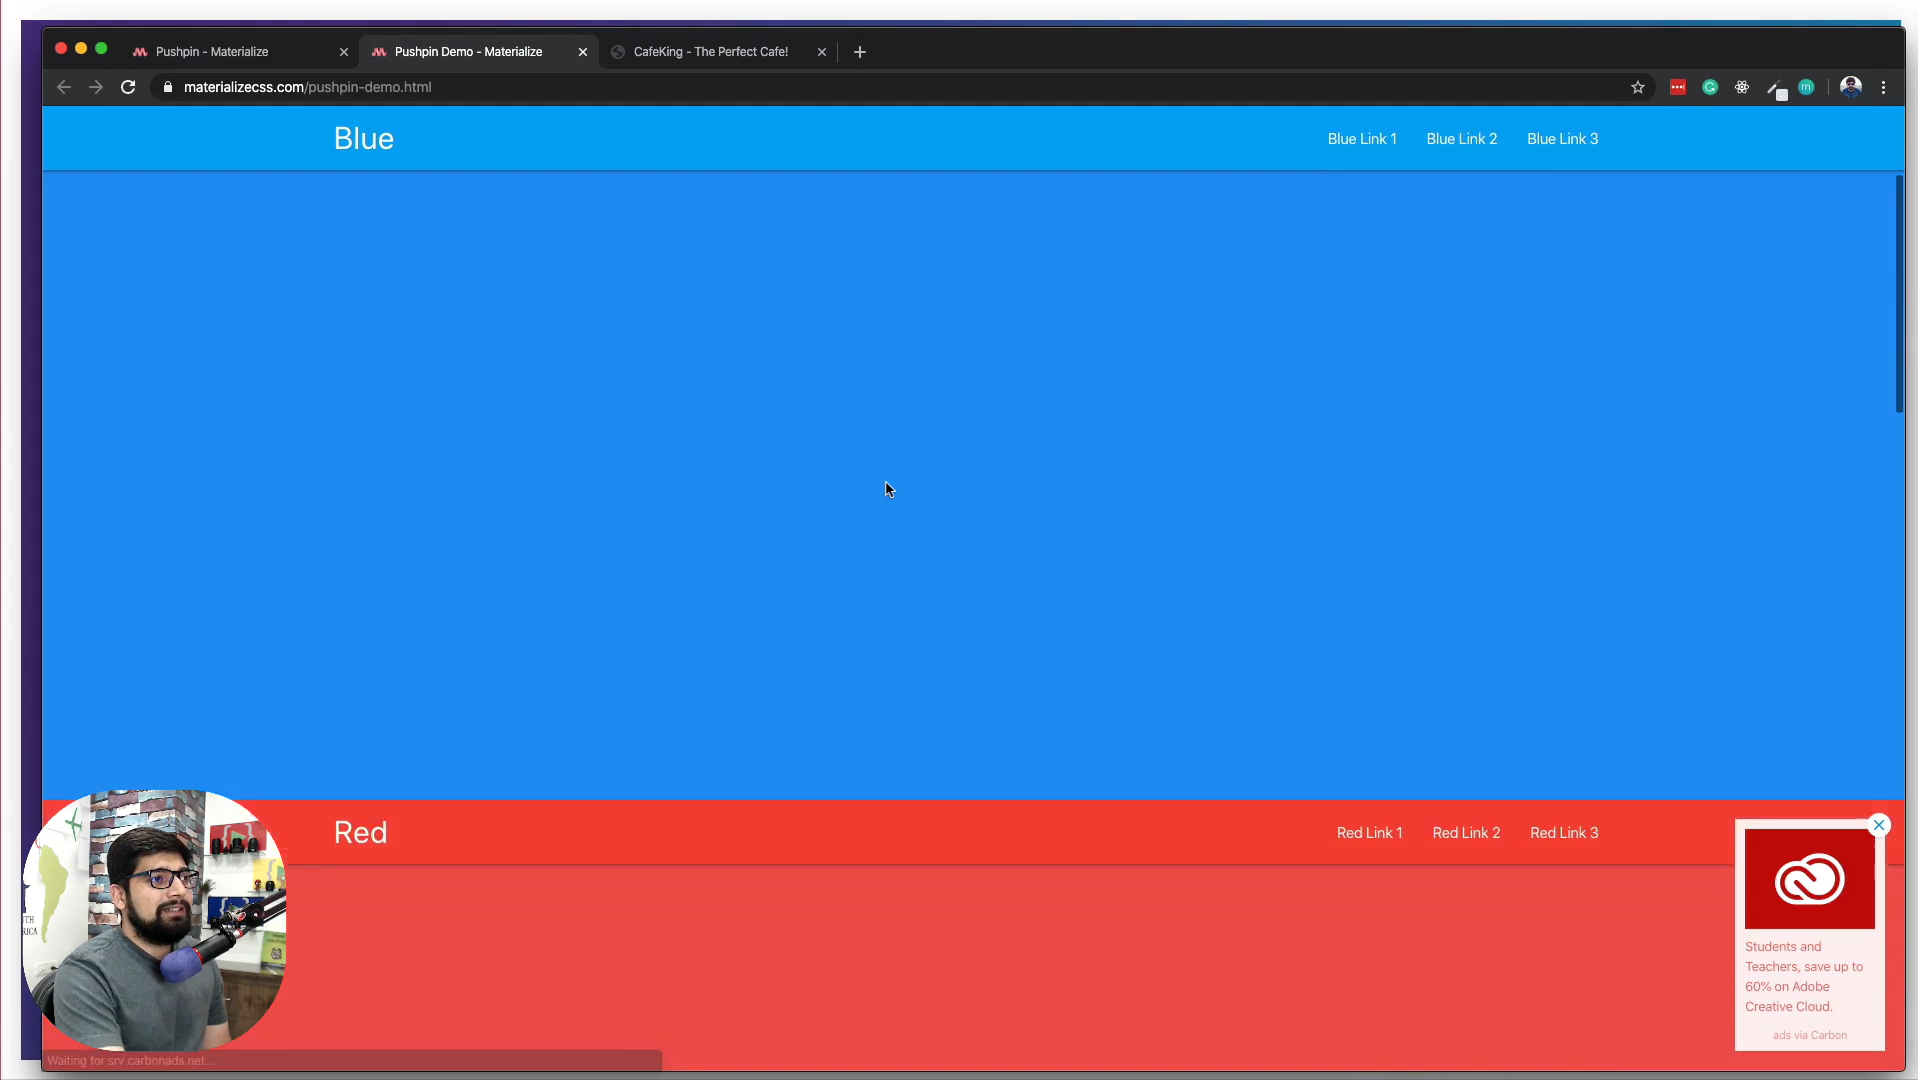 Pushpin - Materialize
Pushpin Demo - Materialize
CafeKing - The Perfect Cafe!
materializecss.com/pushpin-demo.html
Blue
Blue Link 1
Blue Link 2
Blue Link 3
Red
Red Link 1
Red Link 2
Red Link 3
Students and
Teachers, save up to
60% on Adobe
Creative Cloud.
ads via Carbon
Waiting for srv.carbonads.net...